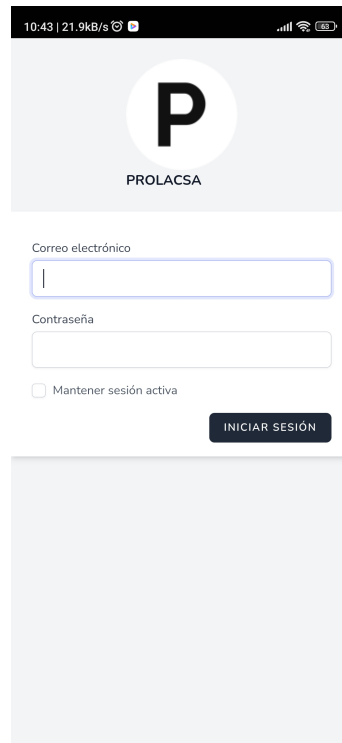 10:43 | 21.9kB/s 63
P
PROLACSA
Correo electrónico
Contraseña
Mantener sesión activa
INICIAR SESIÓN